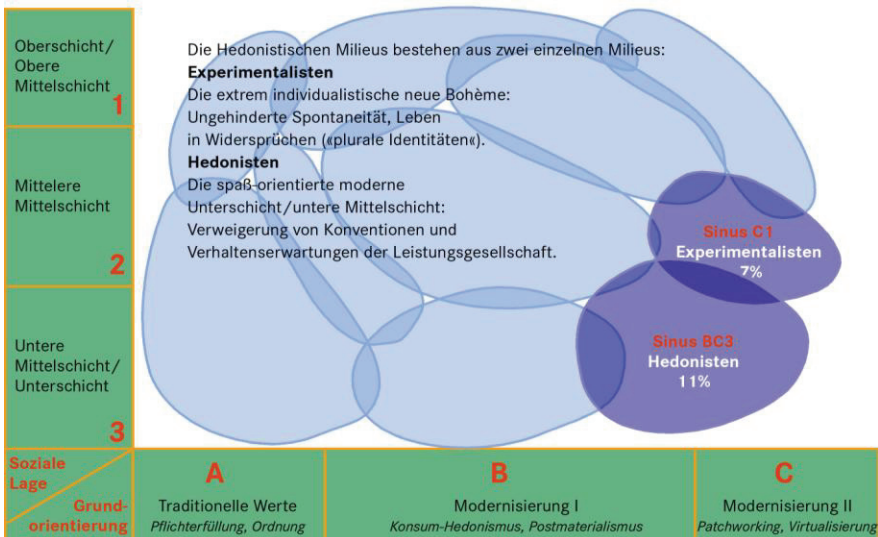 Oberschicht/
Obere
Mittelschicht
1
Die Hedonistischen Milieus bestehen aus zwei einzelnen Milieus:
Experimentalisten
Die extrem individualistische neue Bohème:
Ungehinderte Spontaneität, Leben
in Widersprüchen («plurale Identitäten«).
Hedonisten
Die spaß-orientierte moderne
Unterschicht/untere Mittelschicht:
Verweigerung von Konventionen und
Verhaltenserwartungen der Leistungsgesellschaft.
Mittelere
Mittelschicht
2
Sinus C1
Experimentalisten
7%
Untere
Mittelschicht/
Unterschicht
3
Sinus BC3
Hedonisten
11%
Soziale
Lage
Grund-
orientierung
A
Traditionelle Werte
Pflichterfüllung, Ordnung
B
Modernisierung I
Konsum-Hedonismus, Postmaterialismus
C
Modernisierung II
Patchworking, Virtualisierung